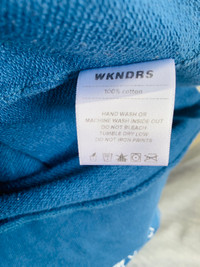 WKNDRS
100% cotton
HAND WASH OR
MACHINE WASH INSIDE OUT
DO NOT BLEACH
TUMBLE DRY LOW
DO NOT IRON PRINTS